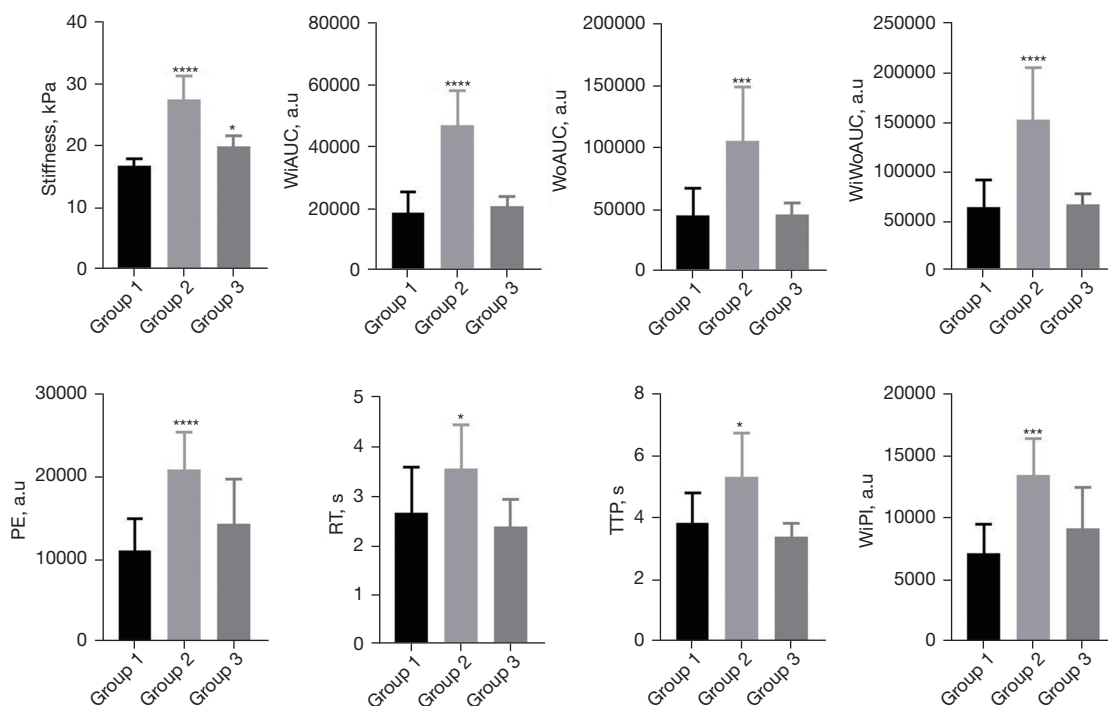 Stiffness, kPa
40
30
20
10
0
****
*
Group 1
Group 2
Group 3
WiAUC, a.u
80000
60000
40000
20000
0
****
Group 1
Group 2
Group 3
WoAUC, a.u
200000
150000
100000
50000
0
***
Group 1
Group 2
Group 3
WiWoAUC, a.u
250000
200000
150000
100000
50000
0
****
Group 1
Group 2
Group 3
PE, a.u
30000
20000
10000
0
****
Group 1
Group 2
Group 3
RT, s
5
4
3
2
1
0
*
Group 1
Group 2
Group 3
TTP, s
8
6
4
2
0
*
Group 1
Group 2
Group 3
WiPI, a.u
20000
15000
10000
5000
0
***
Group 1
Group 2
Group 3